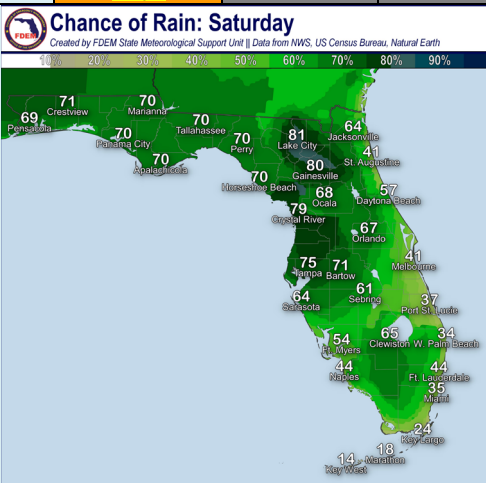 FDEM
Chance of Rain: Saturday
Created by FDEM State Meteorological Support Unit || Data from NWS, US Census Bureau, Natural Earth
10% 20% 30% 40% 50% 60% 70% 80% 90%
71
Crestview
70
Marianna
69
Pensacola
70
Panama City
70
Tallahassee
70
Apalachicola
70
Perry
81
Lake City
64
Jacksonville
41
St. Augustine
80
Gainesville
70
Horseshoe Beach
68
Ocala
57
Daytona Beach
79
Crystal River
67
Orlando
41
Melbourne
75
Tampa
71
Bartow
64
Sarasota
61
Sebring
37
Port St. Lucie
54
Ft. Myers
65
Clewiston
34
W. Palm Beach
44
Naples
44
Ft. Lauderdale
35
Miami
24
Key Largo
18
Marathon
14
Key West